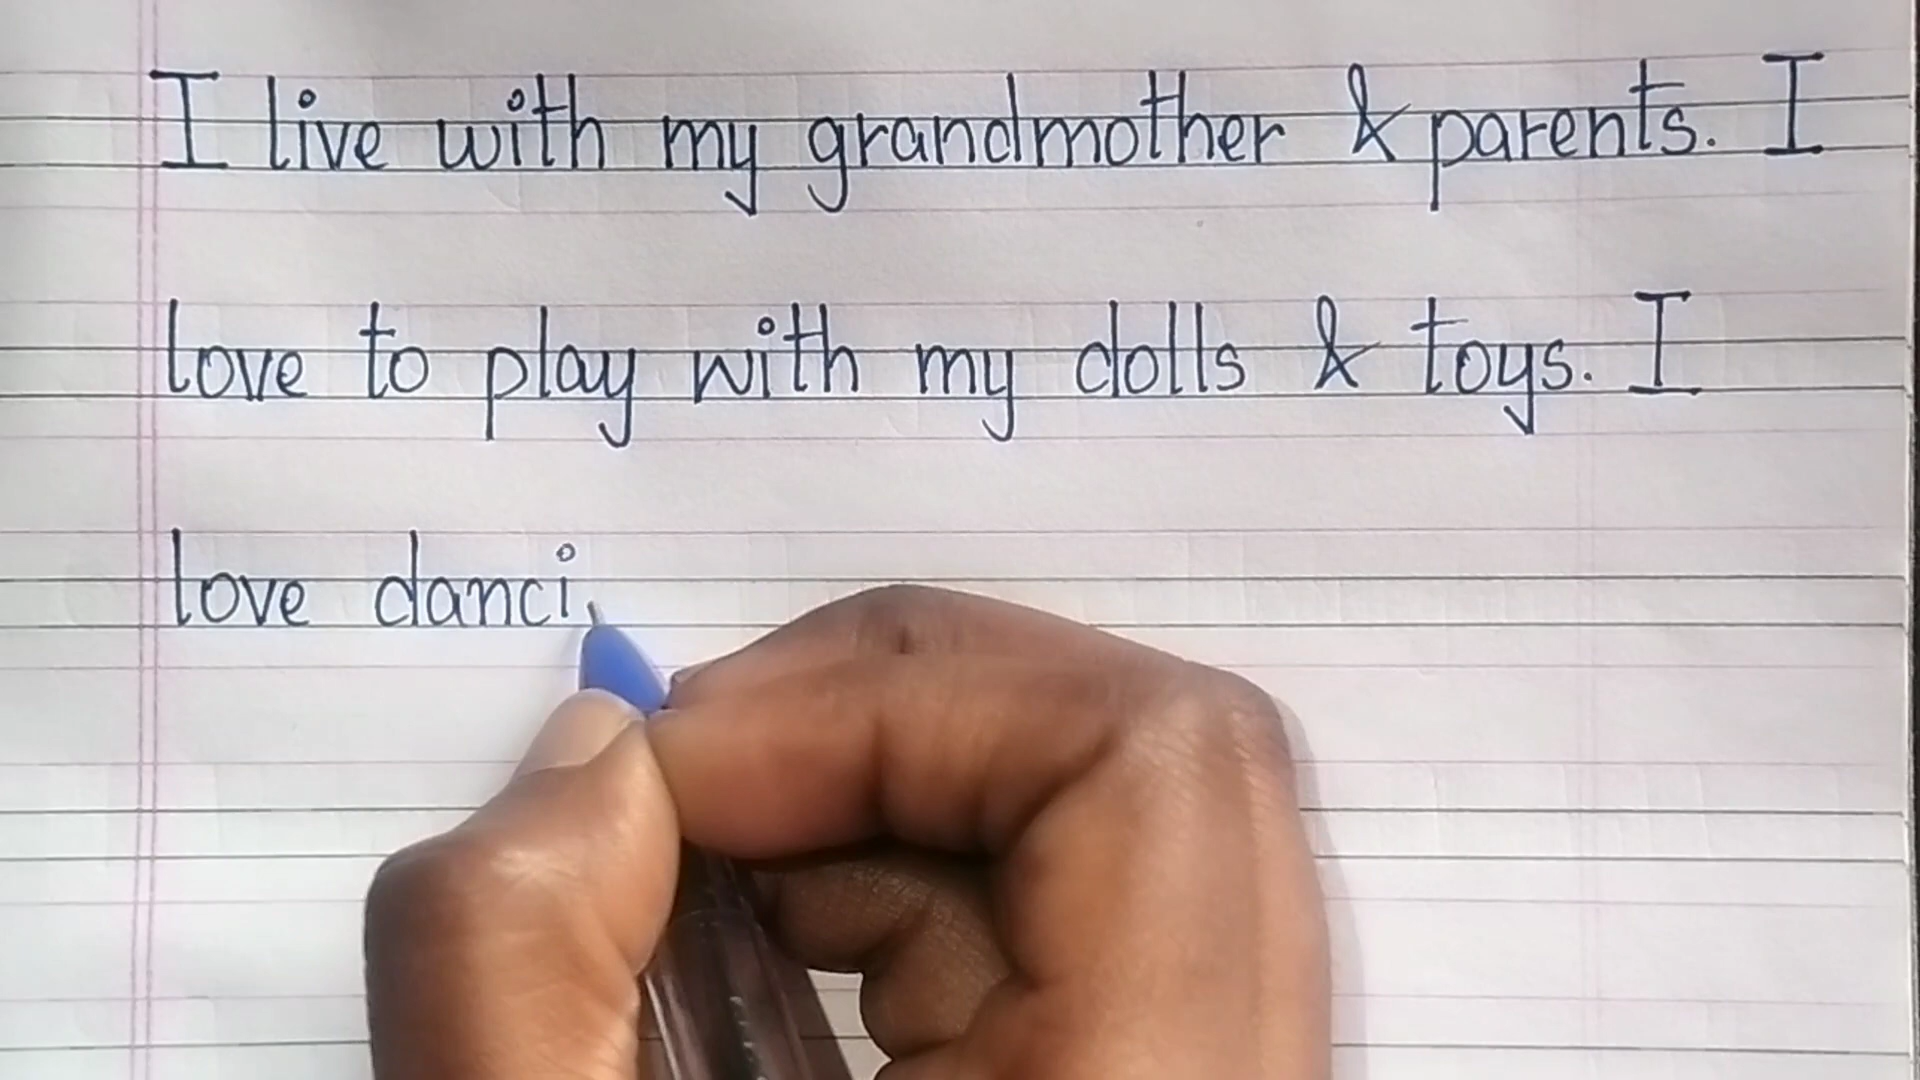 I live with my grandmother & parents. I
love to play with my dolls & toys. I
love danci